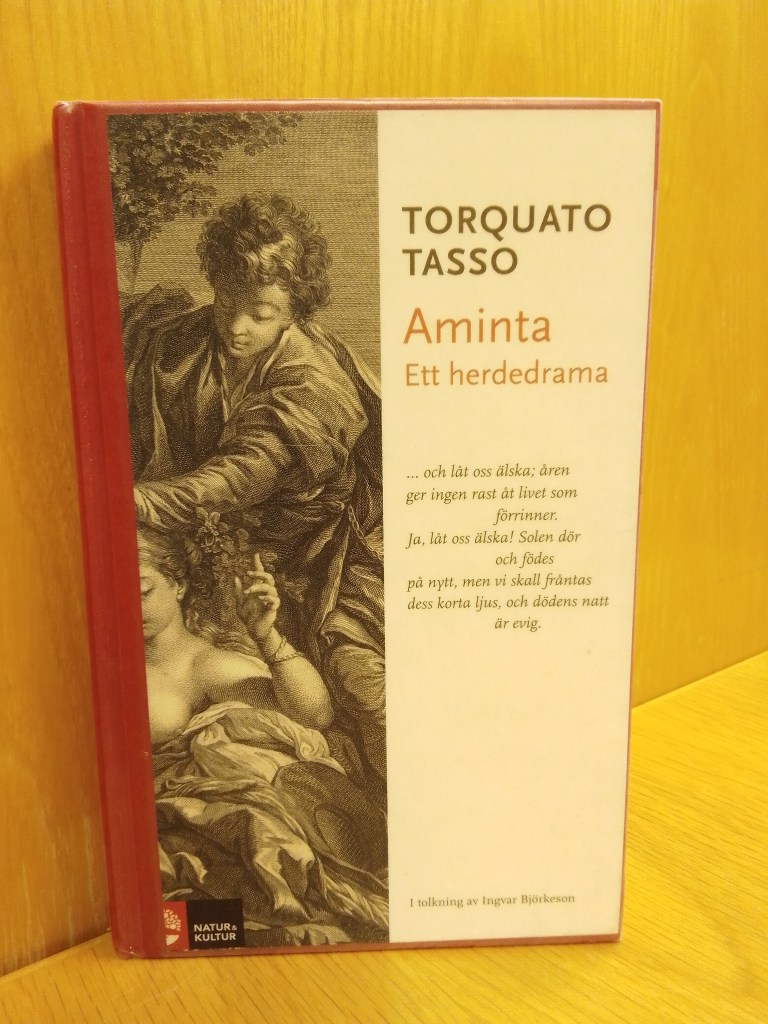 TORQUATO
TASSO
Aminta
Ett herdedrama
... och låt oss älska; åren
ger ingen rast åt livet som
förrinner.
Ja, låt oss älska! Solen dör
och födes
på nytt, men vi skall fråntas
dess korta ljus, och dödens natt
är evig.
I tolkning av Ingvar Björkeson
NATUR &
KULTUR